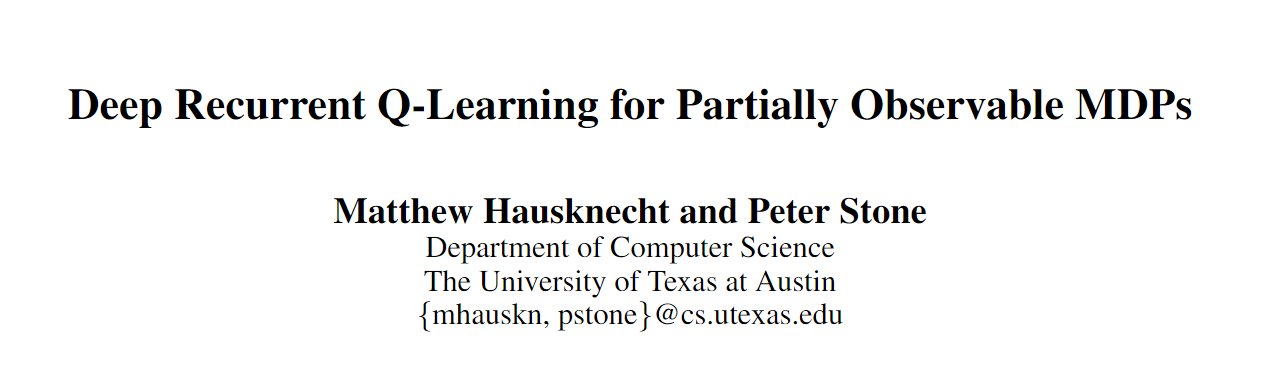 Deep Recurrent Q-Learning for Partially Observable MDPs
Matthew Hausknecht and Peter Stone
Department of Computer Science
The University of Texas at Austin
{mhauskn, pstone}@cs.utexas.edu